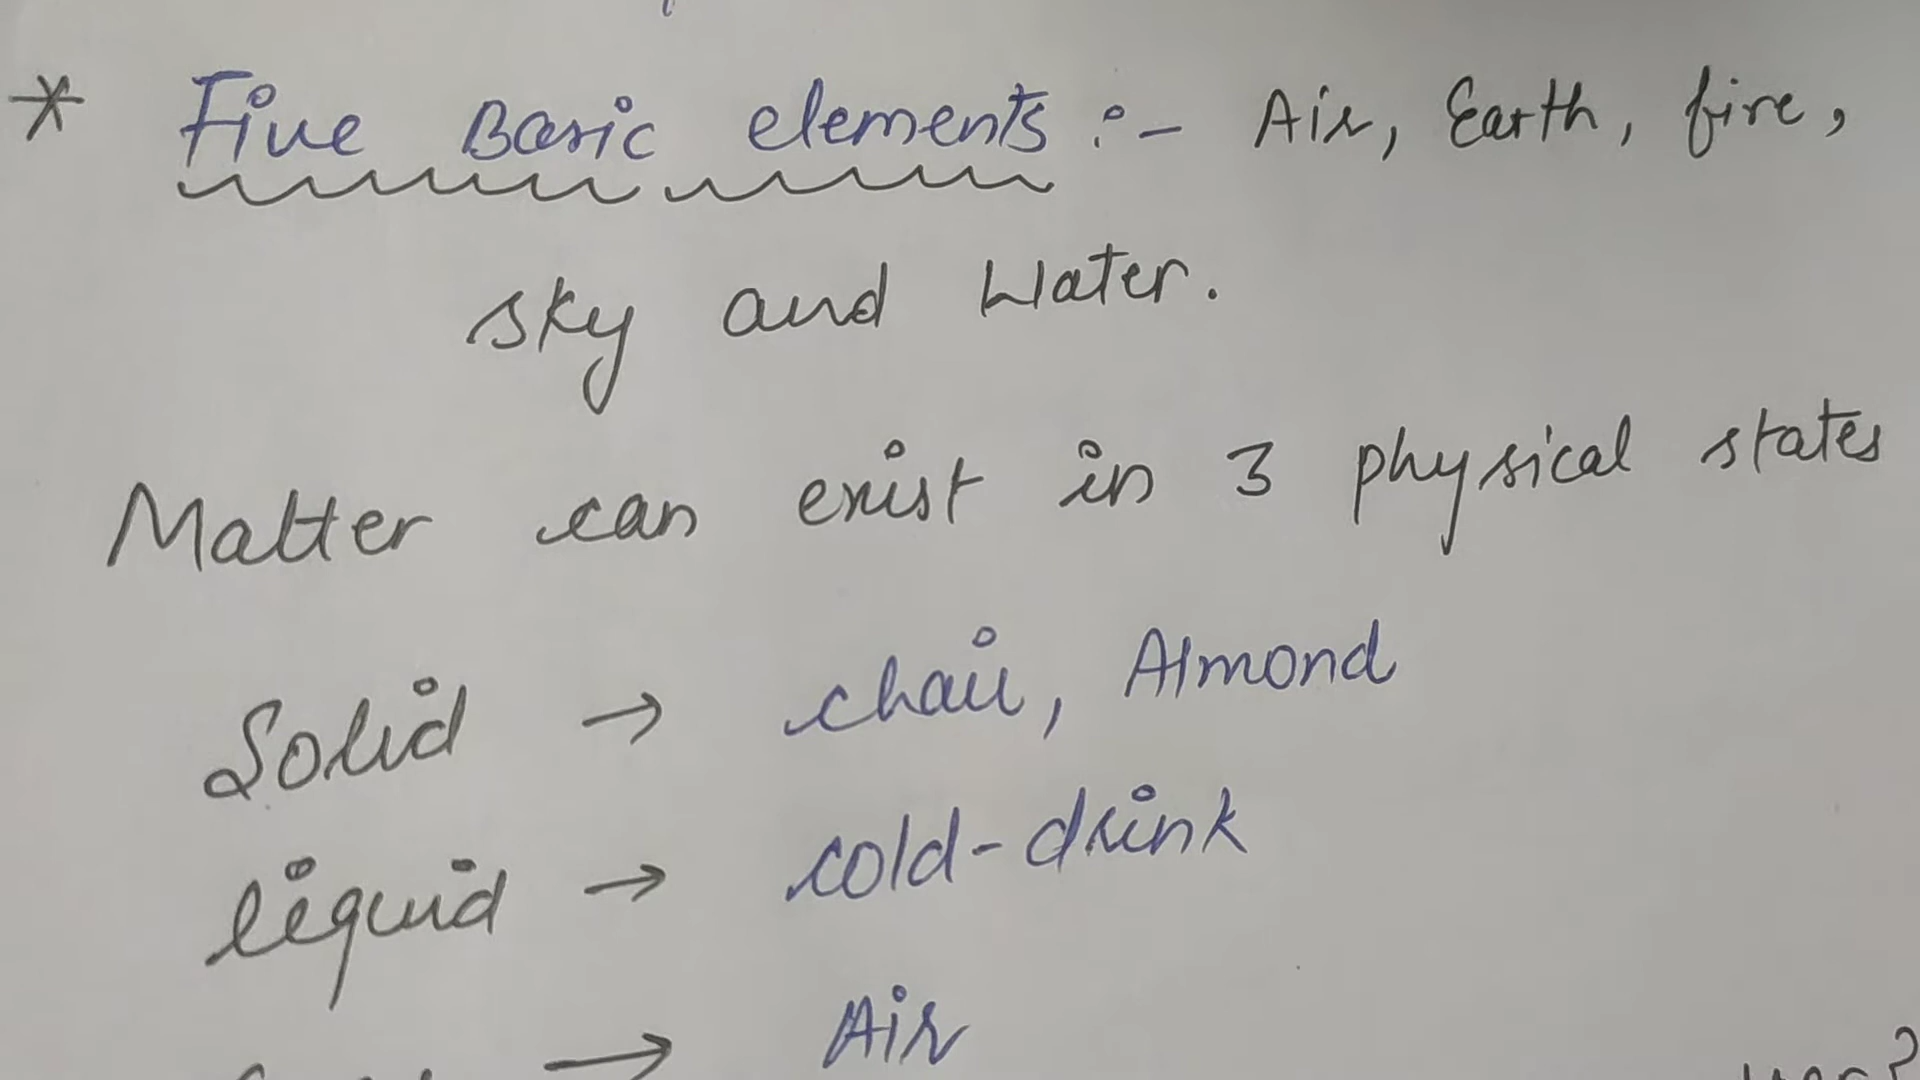 * Five Basic elements :- Air, Earth, fire,
sky and Water.
Matter can exist in 3 physical states
Solid → chair, Almond
liquid → cold-drink
→ Air